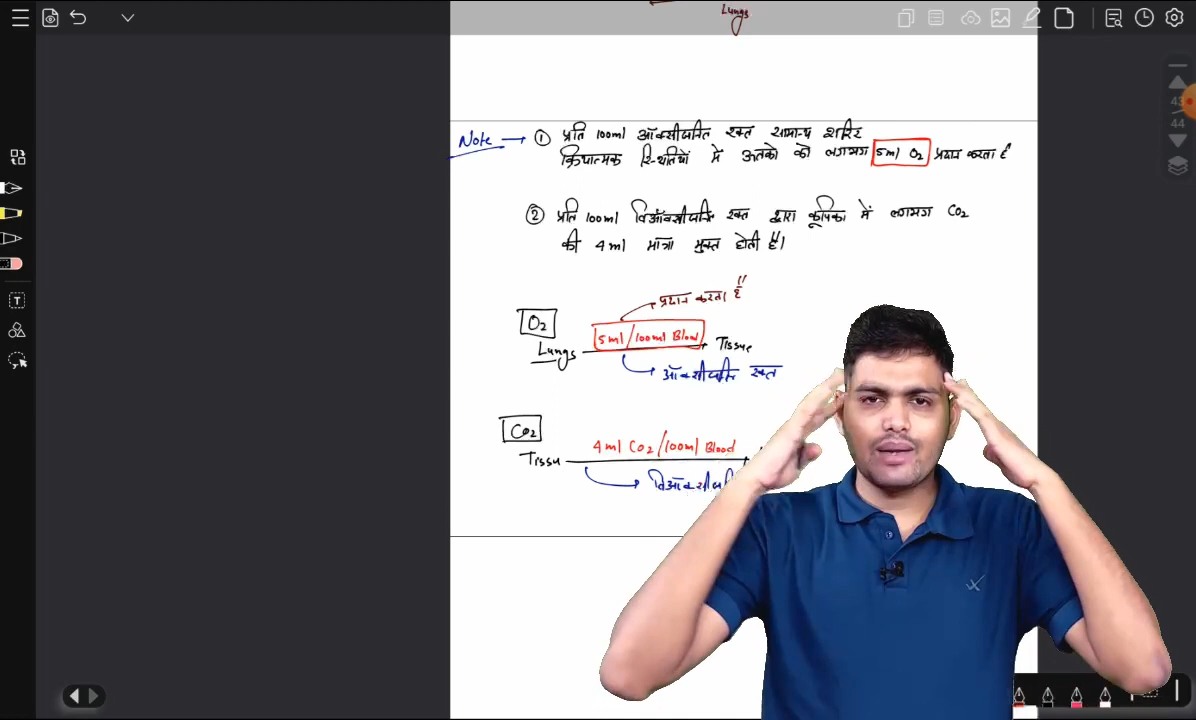 Lungs
Note → ① प्रति 100ml ऑक्सीजनित रक्त सामान्य शरिर
क्रियात्मक स्थितियों में ऊतको को लगभग 5ml O₂ प्रदान करता है
② प्रति 100ml विऑक्सीजनित रक्त द्वारा कूपिका में लगभग CO₂
की 4ml मात्रा मुक्त होती है।
प्रदान करता है
O₂
Lungs 5ml/100ml Blood Tissue
ऑक्सीजनित रक्त
CO₂
Tissu 4ml CO₂/100ml Blood
43
44